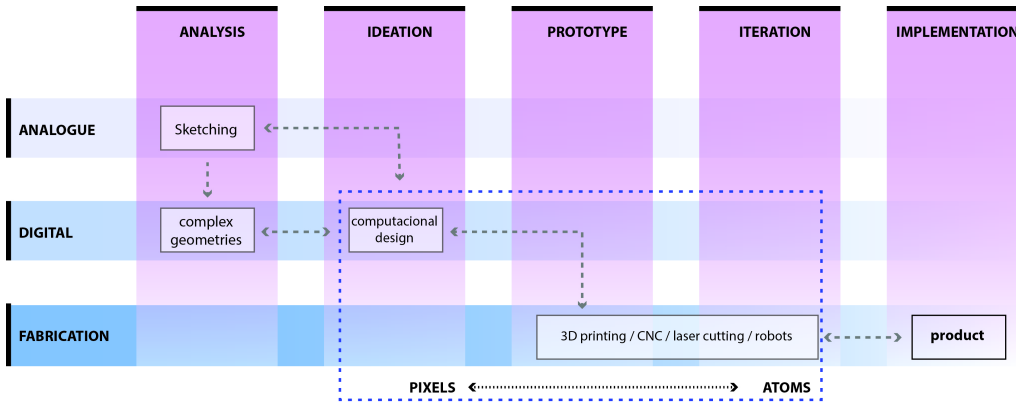 ANALYSIS
IDEATION
PROTOTYPE
ITERATION
IMPLEMENTATION
ANALOGUE
Sketching
DIGITAL
complex
geometries
computacional
design
FABRICATION
3D printing / CNC / laser cutting / robots
product
PIXELS
ATOMS